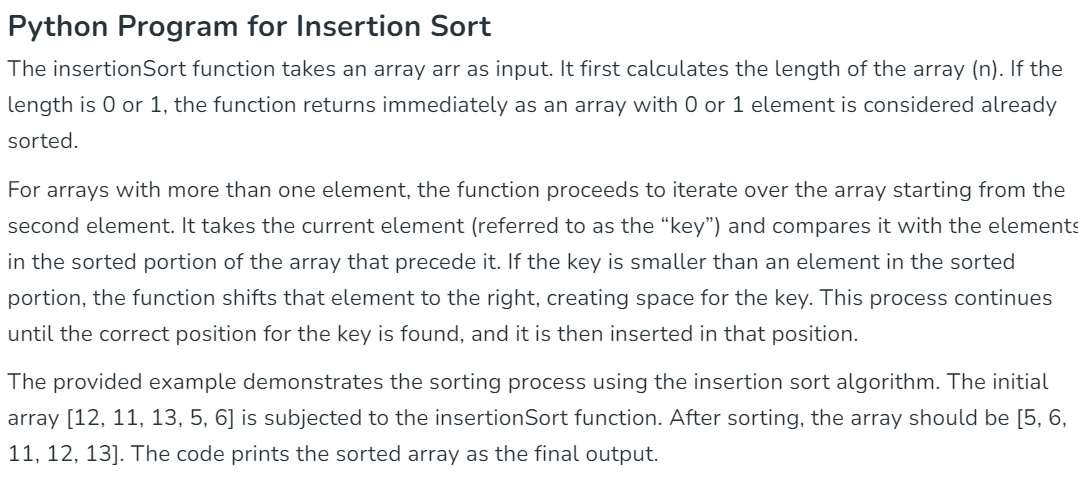 Python Program for Insertion Sort
The insertionSort function takes an array arr as input. It first calculates the length of the array (n). If the
length is 0 or 1, the function returns immediately as an array with 0 or 1 element is considered already
sorted.
For arrays with more than one element, the function proceeds to iterate over the array starting from the
second element. It takes the current element (referred to as the “key”) and compares it with the elements
in the sorted portion of the array that precede it. If the key is smaller than an element in the sorted
portion, the function shifts that element to the right, creating space for the key. This process continues
until the correct position for the key is found, and it is then inserted in that position.
The provided example demonstrates the sorting process using the insertion sort algorithm. The initial
array [12, 11, 13, 5, 6] is subjected to the insertionSort function. After sorting, the array should be [5, 6,
11, 12, 13]. The code prints the sorted array as the final output.